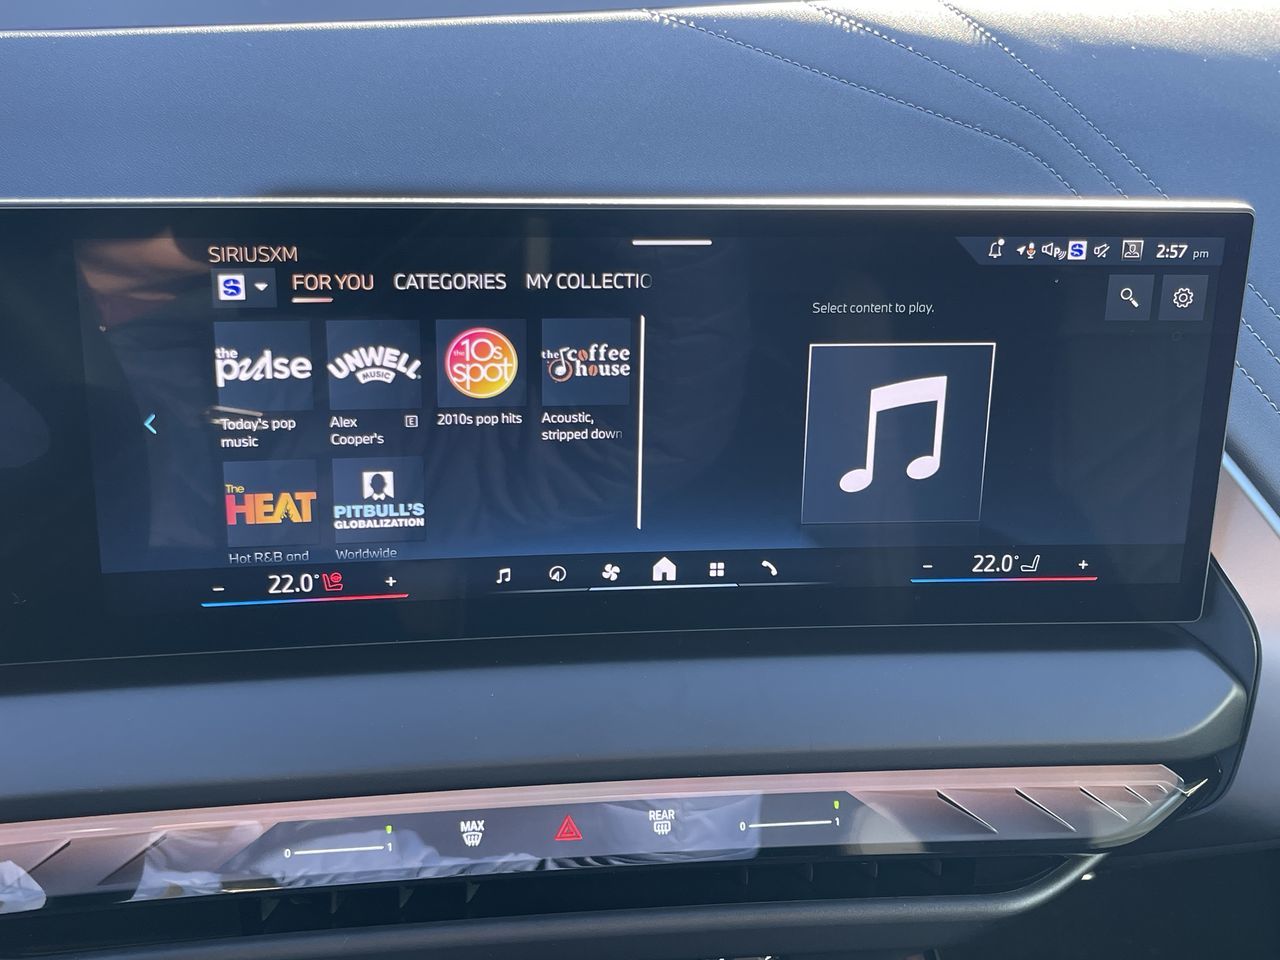 SIRIUSXM
2:57 pm
S
FOR YOU
CATEGORIES
MY COLLECTIO
Select content to play.
the
pulse
UNWELL
MUSIC
the
10s
spot
the coffee
house
Today's pop
music
Alex
Cooper's
E
2010s pop hits
Acoustic,
stripped down
The
HEAT
PITBULL'S
GLOBALIZATION
Hot R&B and
Worldwide
- 22.0° +
- 22.0° +
MAX
REAR
0 1
0 1